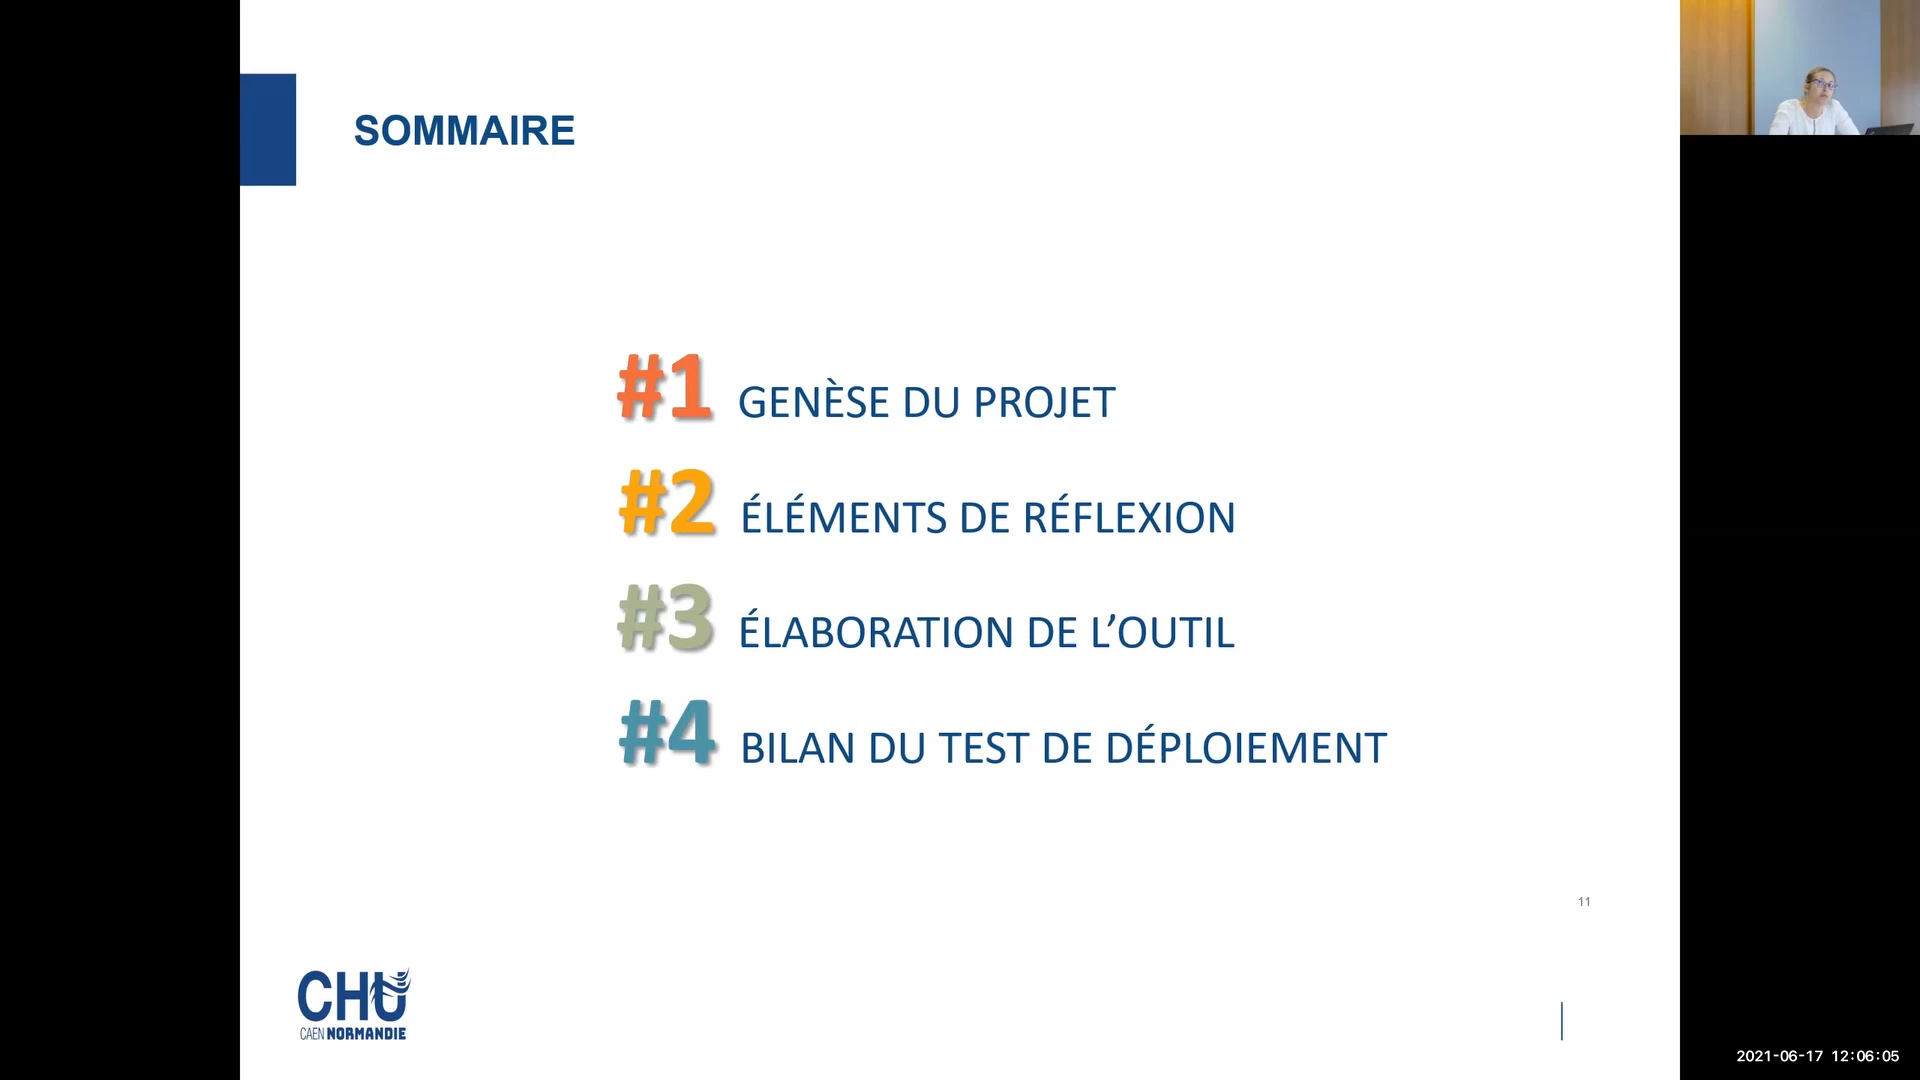 SOMMAIRE
#1 GENÈSE DU PROJET
#2 ÉLÉMENTS DE RÉFLEXION
#3 ÉLABORATION DE L’OUTIL
#4 BILAN DU TEST DE DÉPLOIEMENT
11
CHU
CAEN NORMANDIE
2021-06-17 12:06:05